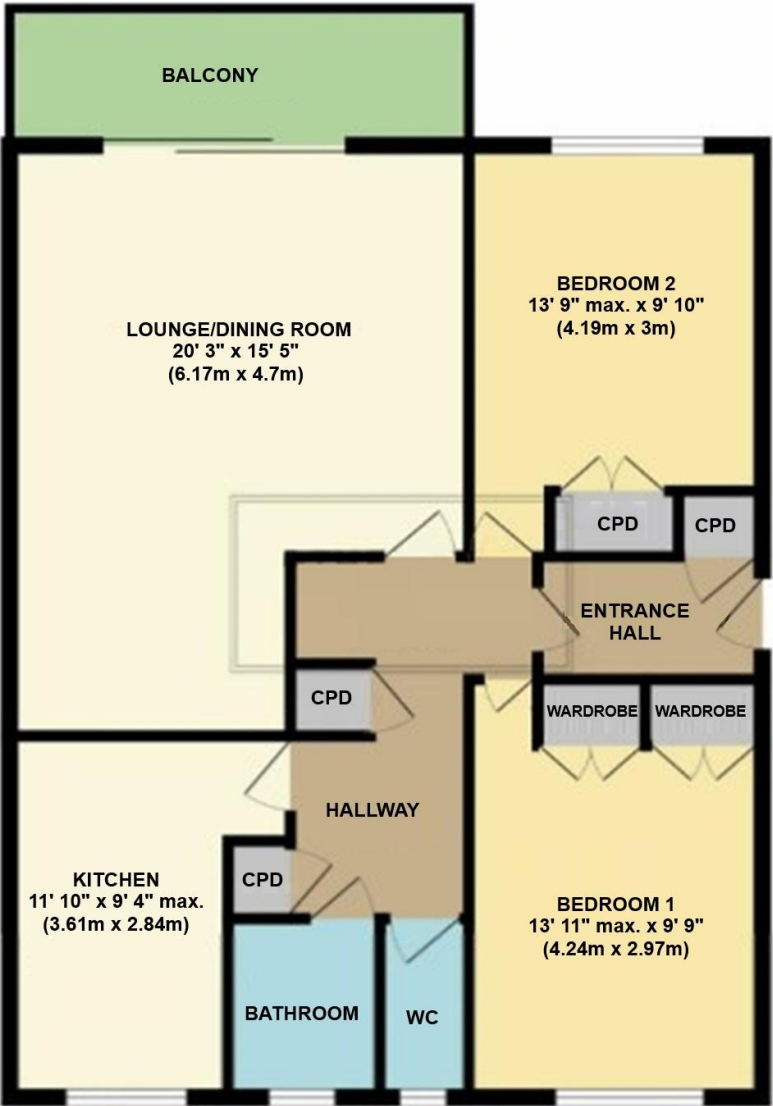 BALCONY
LOUNGE/DINING ROOM
20' 3" x 15' 5"
(6.17m x 4.7m)
BEDROOM 2
13' 9" max. x 9' 10"
(4.19m x 3m)
CPD
CPD
ENTRANCE
HALL
CPD
WARDROBE
WARDROBE
HALLWAY
KITCHEN
11' 10" x 9' 4" max.
(3.61m x 2.84m)
CPD
BEDROOM 1
13' 11" max. x 9' 9"
(4.24m x 2.97m)
BATHROOM
WC